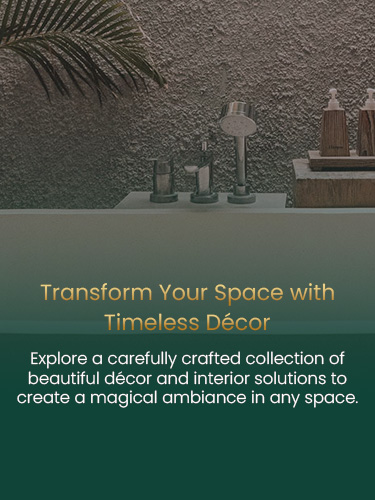 Transform Your Space with
Timeless Décor
Explore a carefully crafted collection of
beautiful décor and interior solutions to
create a magical ambiance in any space.